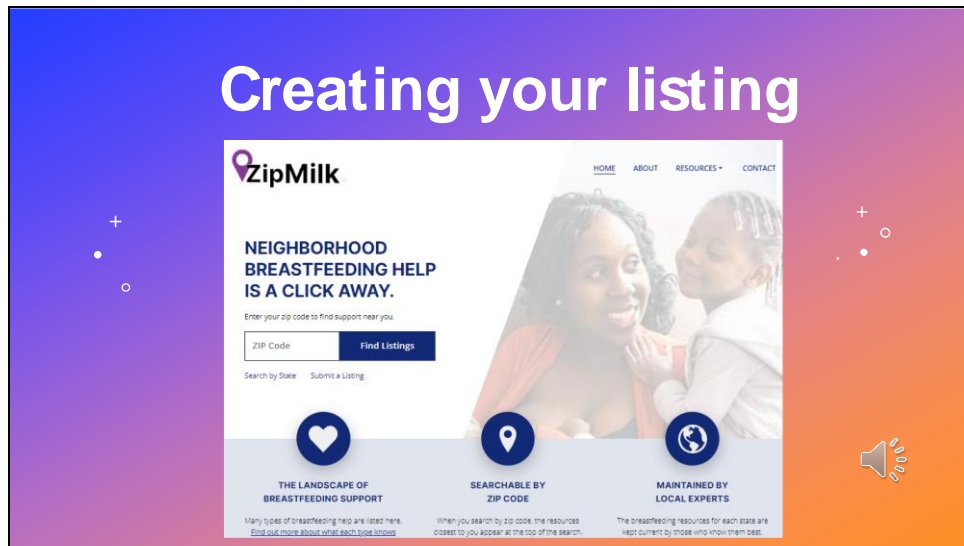 Creating your listing
ZipMilk
HOME ABOUT RESOURCES CONTACT
NEIGHBORHOOD
BREASTFEEDING HELP
IS A CLICK AWAY.
Enter your zip code to find support near you.
ZIP Code Find Listings
Search by State Submit a Listing
THE LANDSCAPE OF
BREASTFEEDING SUPPORT
Many types of breastfeeding help are listed here.
Find out more about what each type knows
SEARCHABLE BY
ZIP CODE
When you search by zip code, the resources
closest to you appear at the top of the search.
MAINTAINED BY
LOCAL EXPERTS
The breastfeeding resources for each state are
kept current by those who know them best.